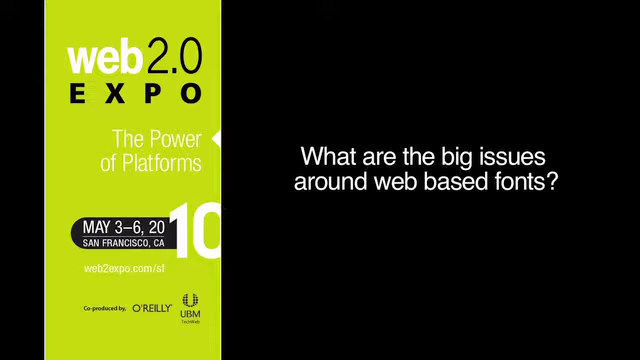 web2.0
EXPO
The Power
of Platforms
MAY 3–6, 2010
SAN FRANCISCO, CA
web2expo.com/sf
Co-produced by,
O'REILLY
UBM
TechWeb
What are the big issues
around web based fonts?